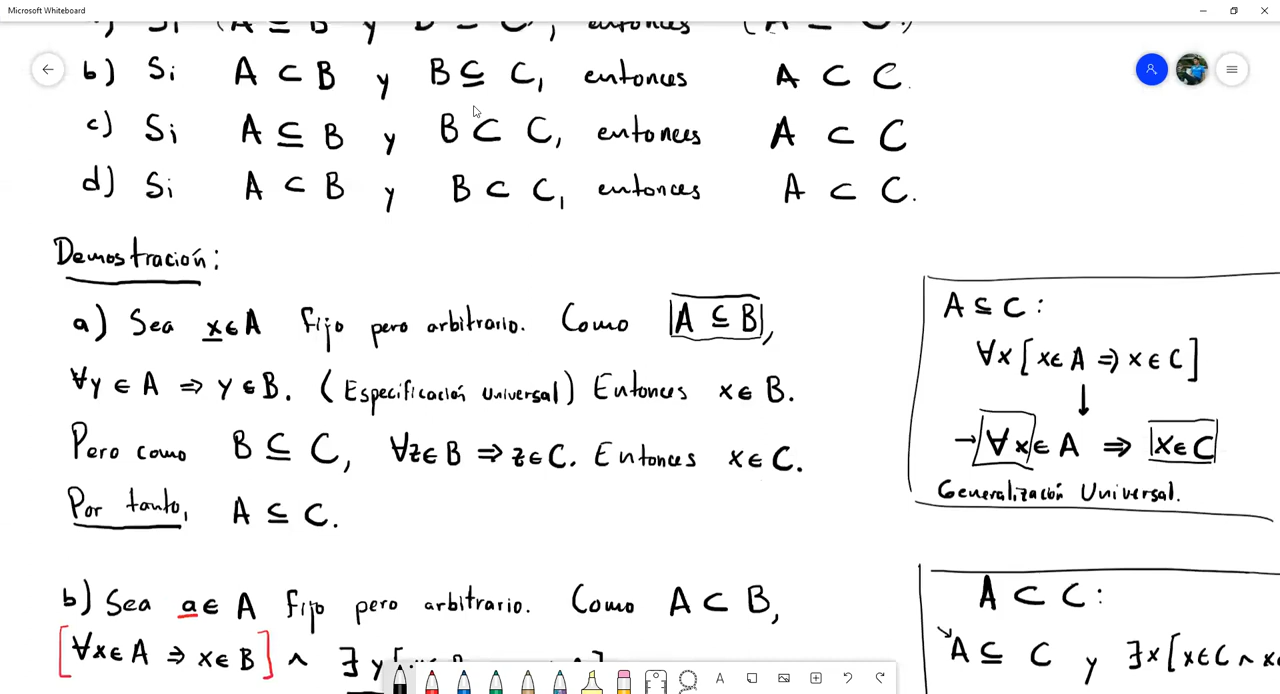 Microsoft Whiteboard
b) Si A ⊂ B y B ⊆ C, entonces A ⊂ C.
c) Si A ⊆ B y B ⊂ C, entonces A ⊂ C
d) Si A ⊂ B y B ⊂ C, entonces A ⊂ C.
Demostración:
a) Sea x∈A fijo pero arbitrario. Como A ⊆ B,
∀y ∈ A ⇒ y ∈ B. (Especificación Universal) Entonces x ∈ B.
Pero como B ⊆ C, ∀z∈B ⇒ z∈C. Entonces x∈C.
Por tanto, A ⊆ C.
b) Sea a ∈ A fijo pero arbitrario. Como A ⊂ B,
[∀x∈A ⇒ x∈B] ∧ ∃y[
A ⊆ C:
∀x[x∈A ⇒ x∈C]
↓
→ ∀x∈A ⇒ x∈C
Generalización Universal.
A ⊂ C:
A ⊆ C y ∃x[x∈C ∧